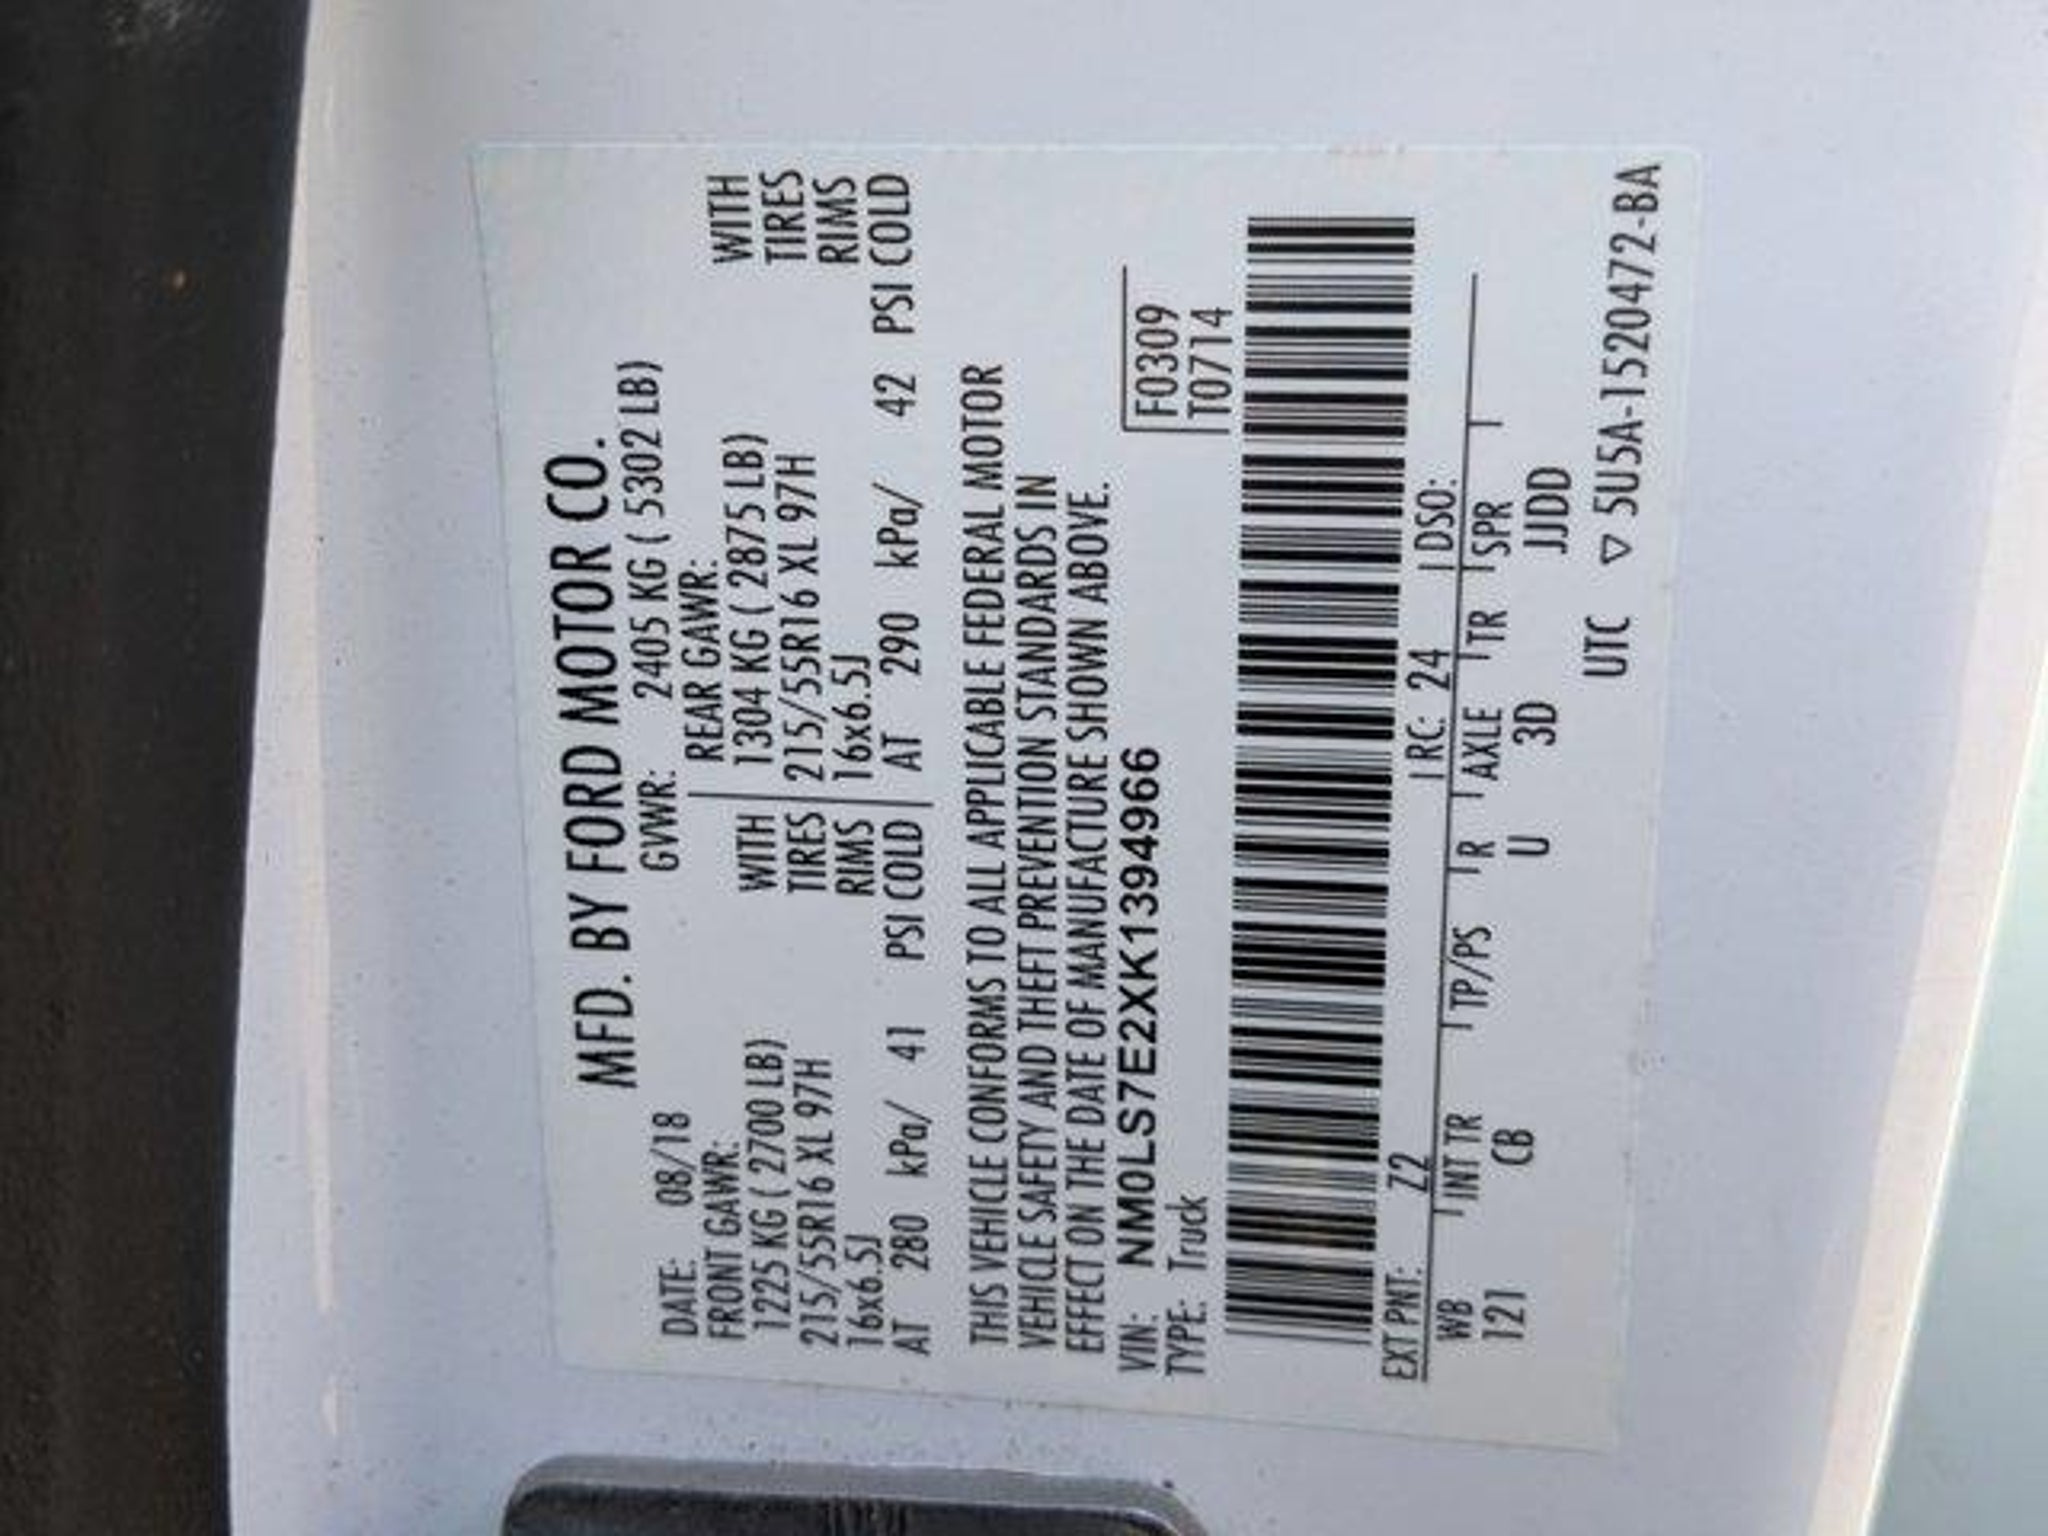 MFD. BY FORD MOTOR CO.
DATE: 08/18 GVWR: 2405 KG ( 5302 LB)
FRONT GAWR: REAR GAWR:
1225 KG ( 2700 LB) WITH 1304 KG ( 2875 LB) WITH
215/55R16 XL 97H TIRES 215/55R16 XL 97H TIRES
16x6.5J RIMS 16x6.5J RIMS
AT 280 kPa/ 41 PSI COLD AT 290 kPa/ 42 PSI COLD
THIS VEHICLE CONFORMS TO ALL APPLICABLE FEDERAL MOTOR
VEHICLE SAFETY AND THEFT PREVENTION STANDARDS IN
EFFECT ON THE DATE OF MANUFACTURE SHOWN ABOVE.
VIN: NM0LS7E2XK1394966 F0309
TYPE: Truck T0714
EXT PNT: Z2 RC: 24 DSO:
WB INT TR TP/PS R AXLE TR SPR
121 CB U 3D JJDD
UTC ▽ 5U5A-1520472-BA